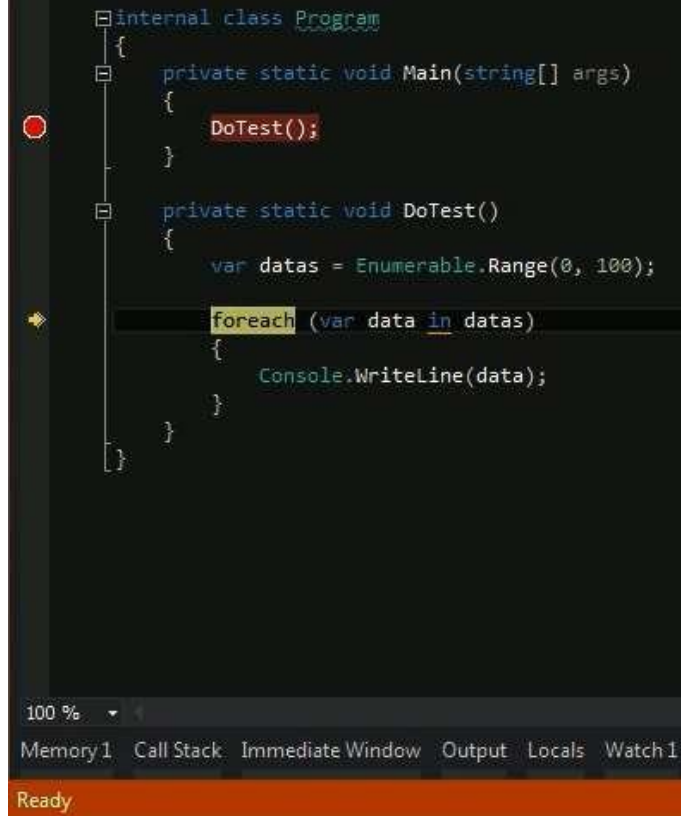 internal class Program
{
private static void Main(string[] args)
{
DoTest();
}
private static void DoTest()
{
var datas = Enumerable.Range(0, 100);
foreach (var data in datas)
{
Console.WriteLine(data);
}
}
}
100 %
Memory 1 Call Stack Immediate Window Output Locals Watch 1
Ready